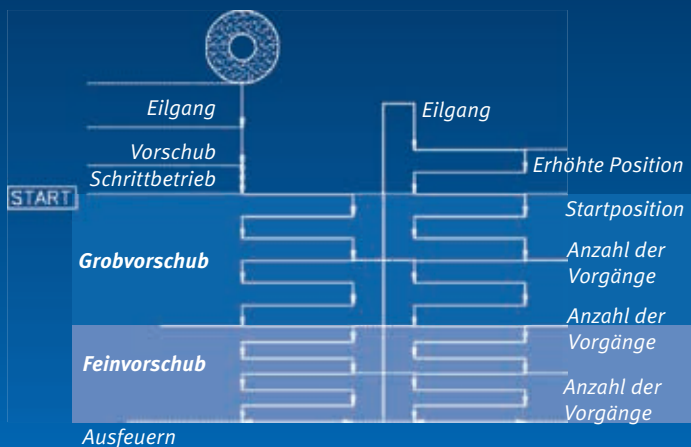 Eilgang
Eilgang
Vorschub
Erhöhte Position
Schrittbetrieb
START
Startposition
Grobvorschub
Anzahl der
Vorgänge
Anzahl der
Vorgänge
Feinvorschub
Anzahl der
Vorgänge
Ausfeuern